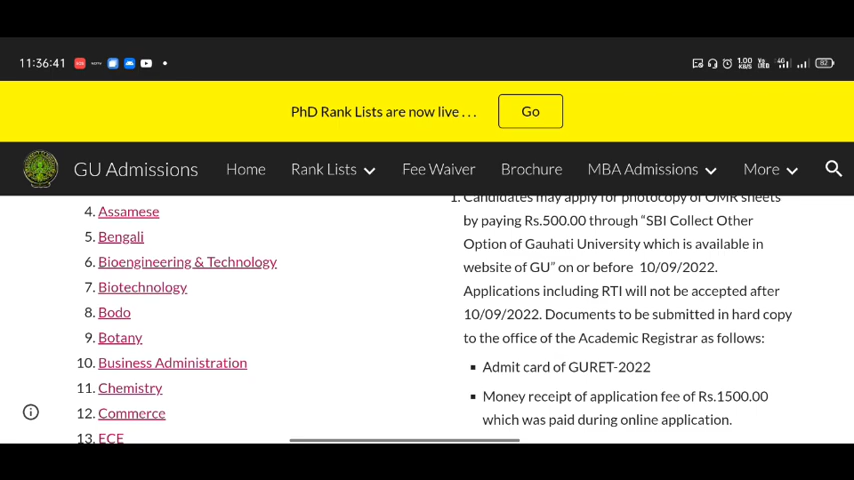 11:36:41
82
PhD Rank Lists are now live . . .
Go
GU Admissions
Home
Rank Lists
Fee Waiver
Brochure
MBA Admissions
More
4. Assamese
5. Bengali
6. Bioengineering & Technology
7. Biotechnology
8. Bodo
9. Botany
10. Business Administration
11. Chemistry
12. Commerce
13. ECE
1. Candidates may apply for photocopy of OMR sheets
by paying Rs.500.00 through “SBI Collect Other
Option of Gauhati University which is available in
website of GU” on or before 10/09/2022.
Applications including RTI will not be accepted after
10/09/2022. Documents to be submitted in hard copy
to the office of the Academic Registrar as follows:
▪ Admit card of GURET-2022
▪ Money receipt of application fee of Rs.1500.00
which was paid during online application.